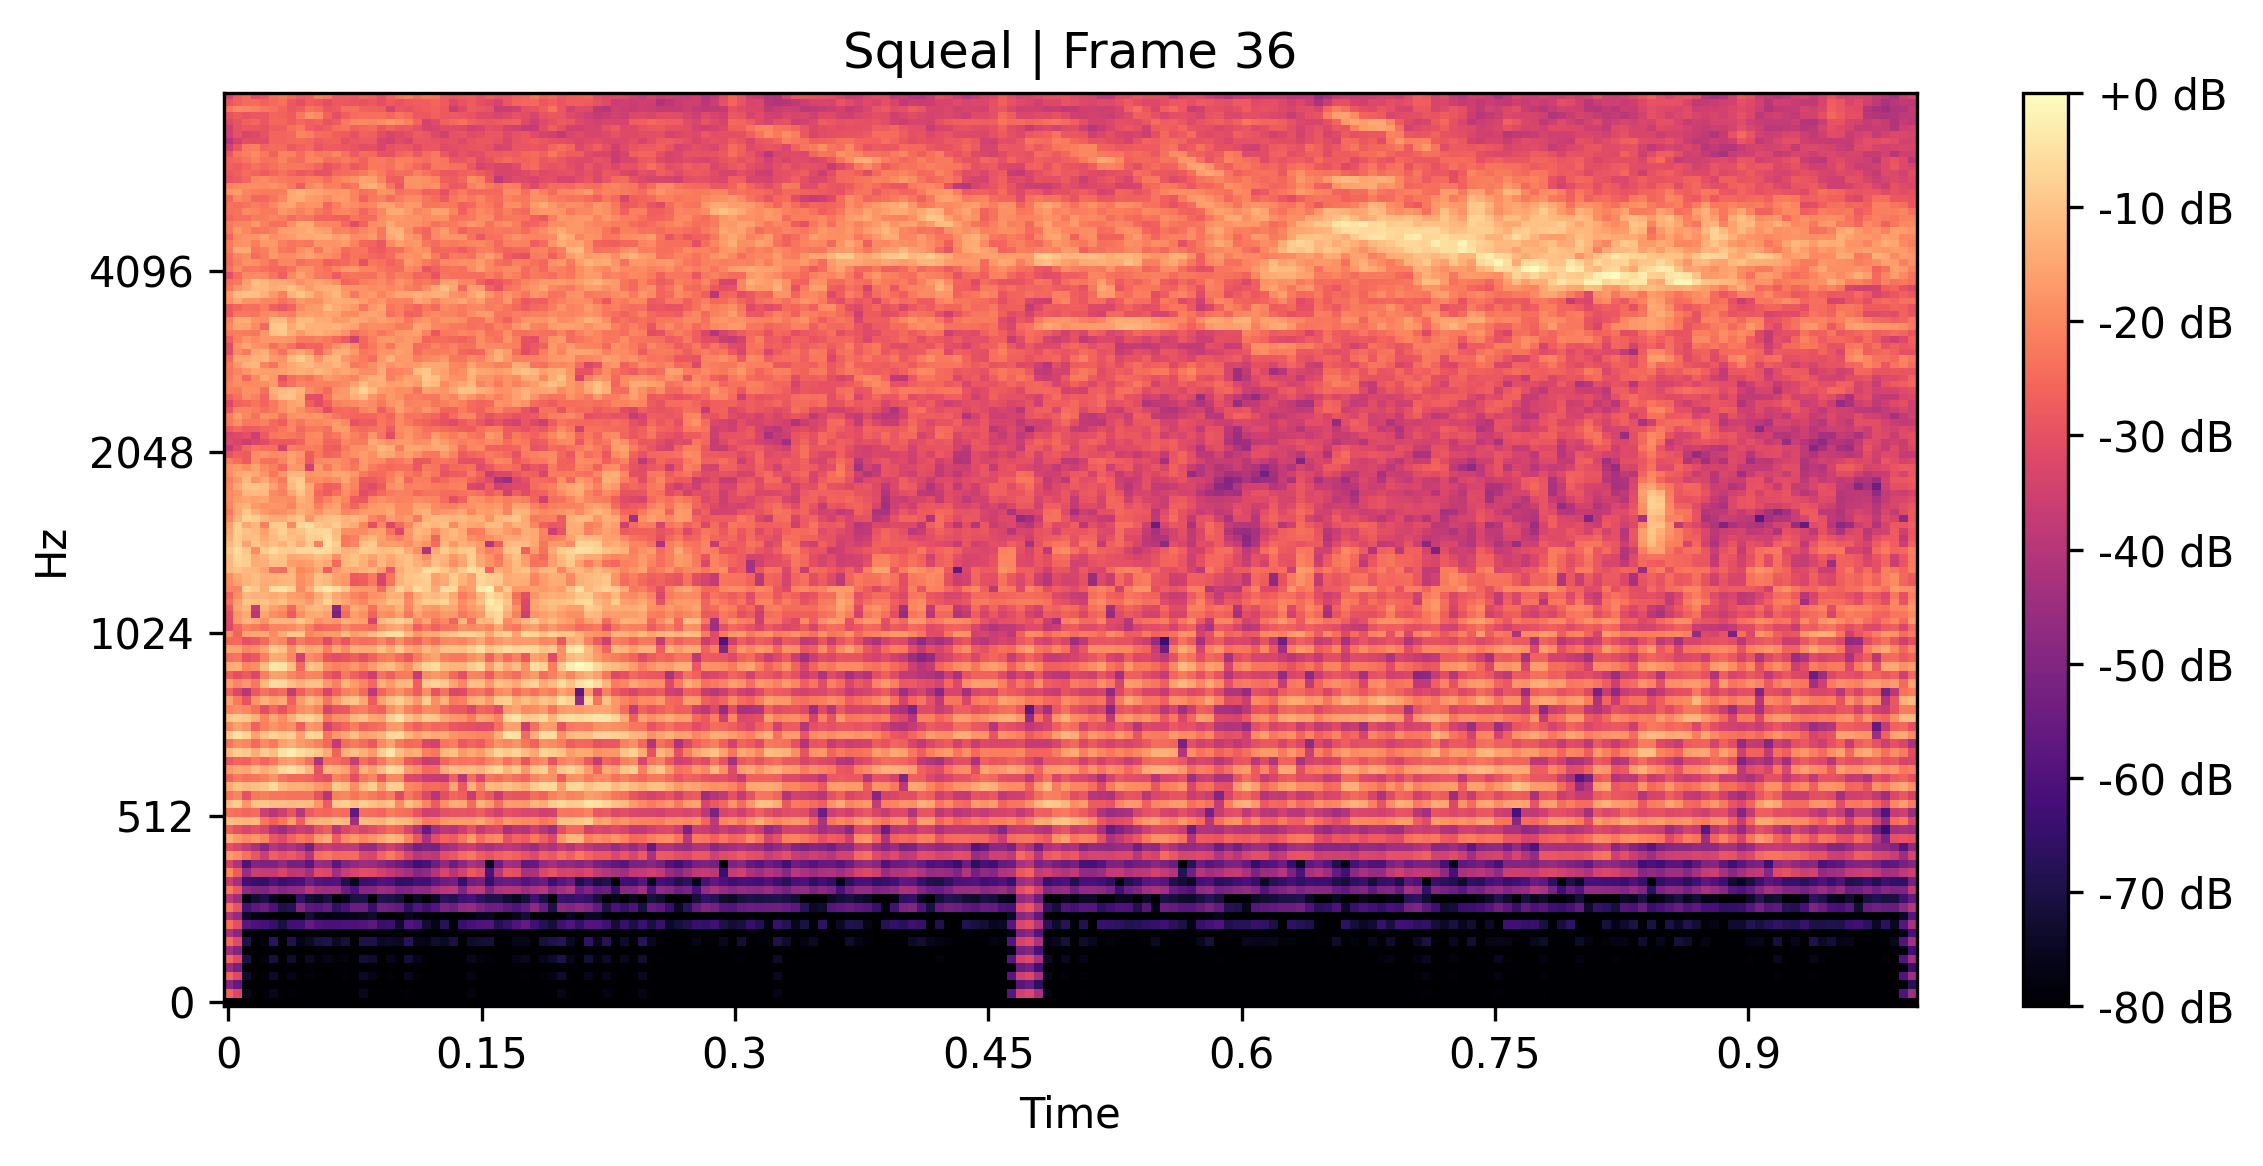 Squeal | Frame 36
Hz
4096
2048
1024
512
0
0
0.15
0.3
0.45
0.6
0.75
0.9
Time
+0 dB
-10 dB
-20 dB
-30 dB
-40 dB
-50 dB
-60 dB
-70 dB
-80 dB